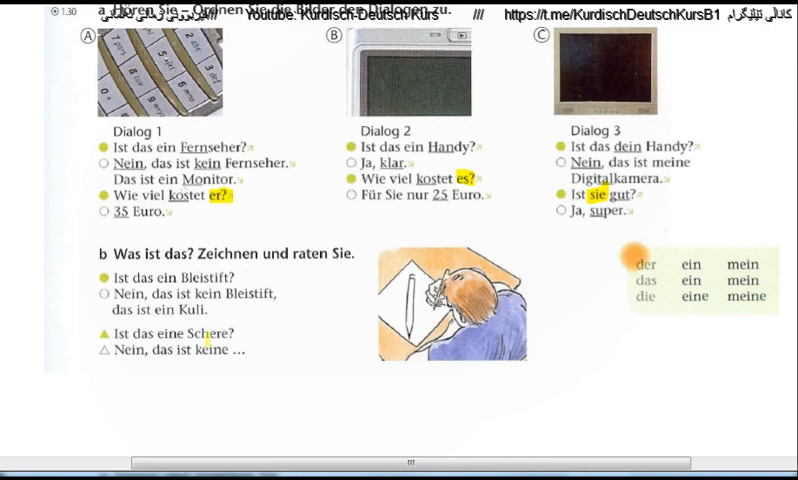 1.30 a Hören Sie – Ordnen Sie die Bilder den Dialogen zu.
Youtube: Kurdisch-Deutsch Kurs /// https://t.me/KurdischDeutschKursB1 کانالی تێلێگرام
A
B
C
Dialog 1
Ist das ein Fernseher?
Nein, das ist kein Fernseher.
Das ist ein Monitor.
Wie viel kostet er?
35 Euro.
Dialog 2
Ist das ein Handy?
Ja, klar.
Wie viel kostet es?
Für Sie nur 25 Euro.
Dialog 3
Ist das dein Handy?
Nein, das ist meine
Digitalkamera.
Ist sie gut?
Ja, super.
b Was ist das? Zeichnen und raten Sie.
Ist das ein Bleistift?
Nein, das ist kein Bleistift,
das ist ein Kuli.
Ist das eine Schere?
Nein, das ist keine ...
der ein mein
das ein mein
die eine meine